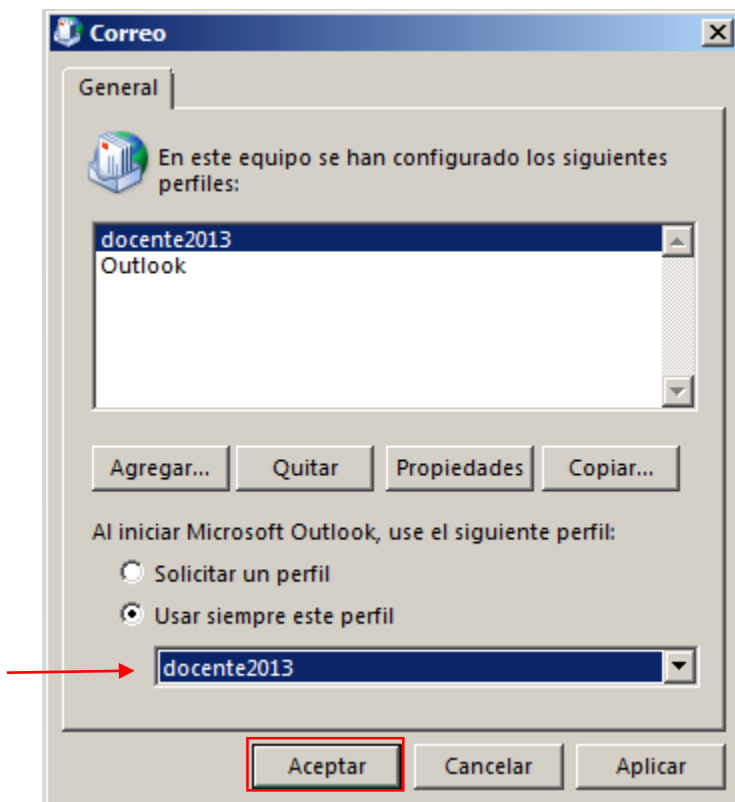 Correo
General
En este equipo se han configurado los siguientes
perfiles:
docente2013
Outlook
Agregar...
Quitar
Propiedades
Copiar...
Al iniciar Microsoft Outlook, use el siguiente perfil:
Solicitar un perfil
Usar siempre este perfil
docente2013
Aceptar
Cancelar
Aplicar